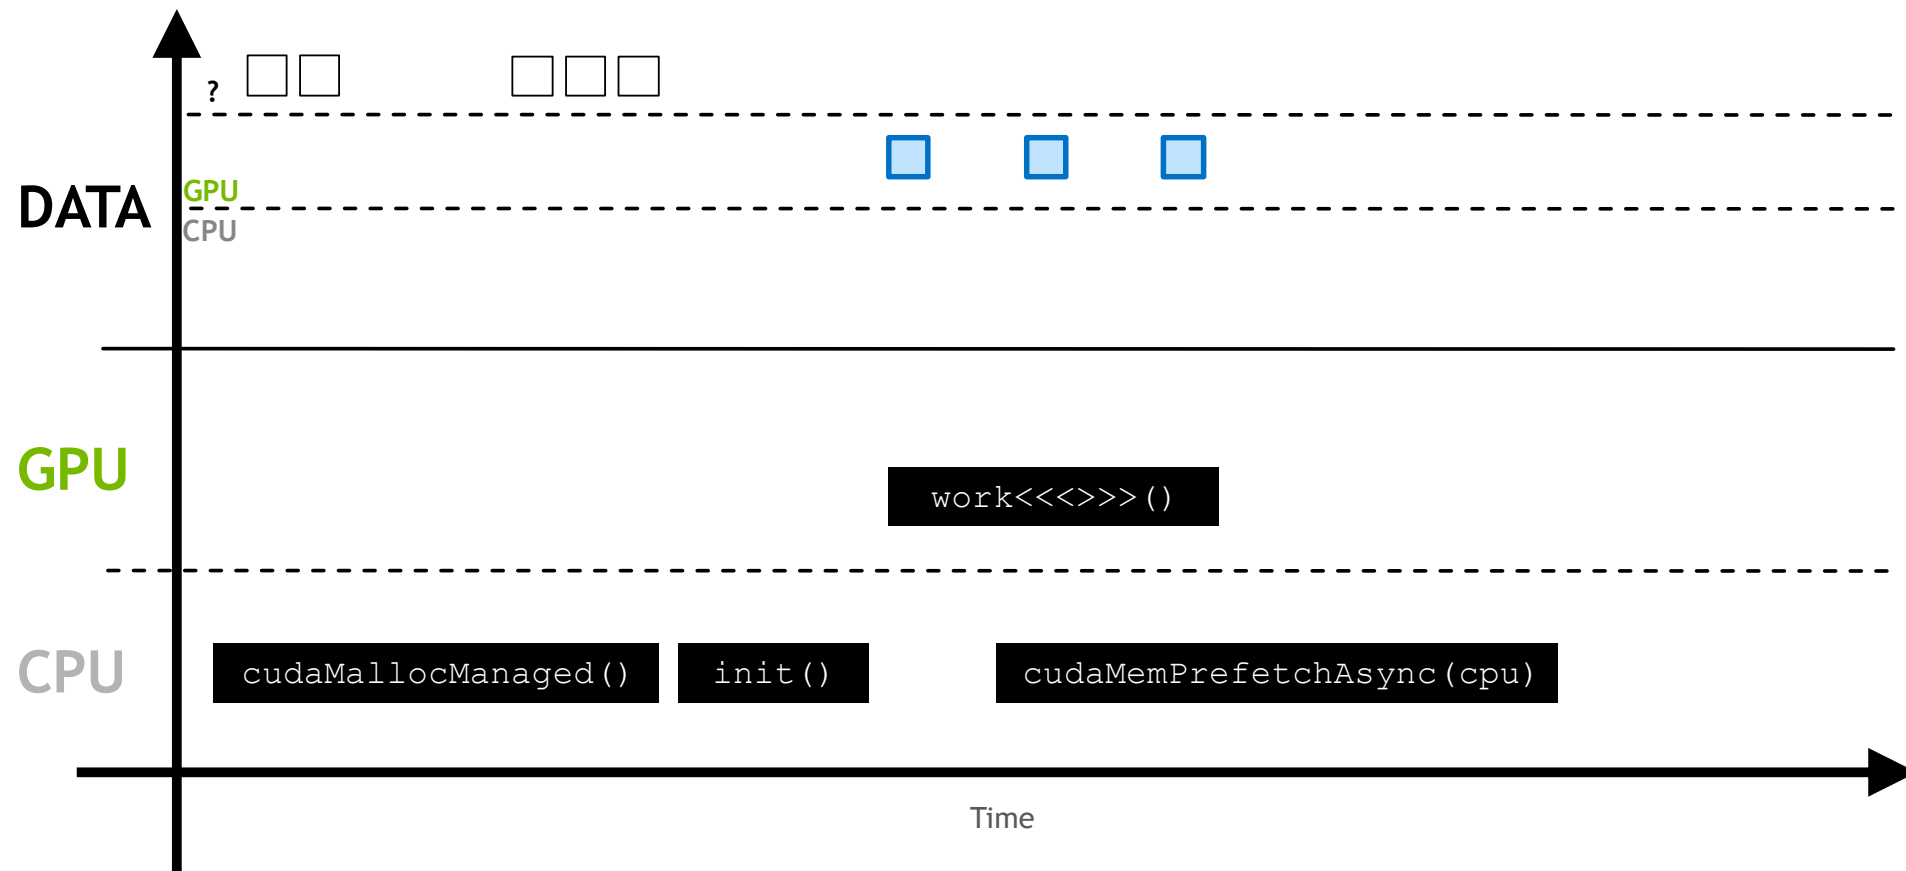 ?
DATA
GPU
CPU
GPU
work<<<>>>()
CPU
cudaMallocManaged()
init()
cudaMemPrefetchAsync(cpu)
Time